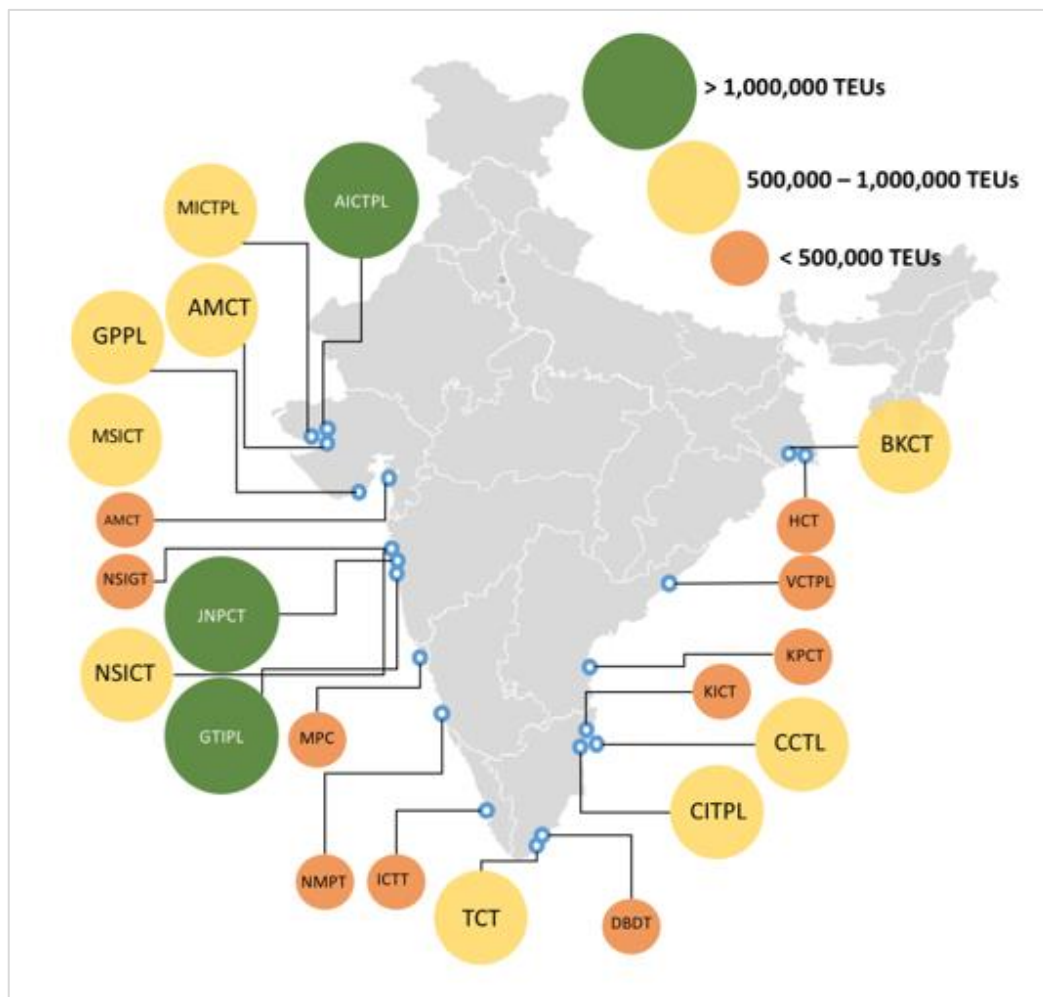 > 1,000,000 TEUs
500,000 – 1,000,000 TEUs
< 500,000 TEUs
MICTPL
AICTPL
AMCT
GPPL
MSICT
AMCT
NSIGT
JNPCT
NSICT
GTIPL
MPC
NMPT
ICTT
TCT
DBDT
CITPL
CCTL
KICT
KPCT
VCTPL
HCT
BKCT